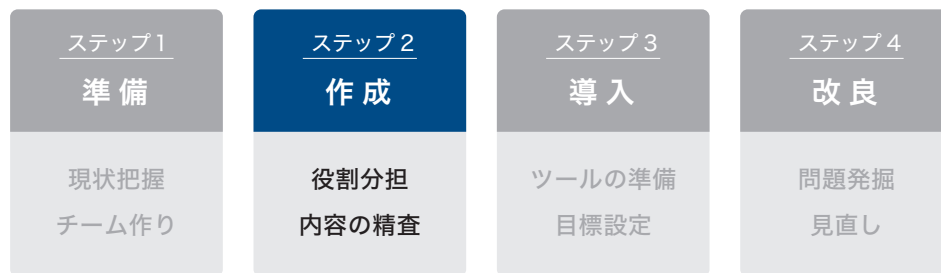 ステップ1
準備
現状把握
チーム作り
ステップ2
作成
役割分担
内容の精査
ステップ3
導入
ツールの準備
目標設定
ステップ4
改良
問題発掘
見直し